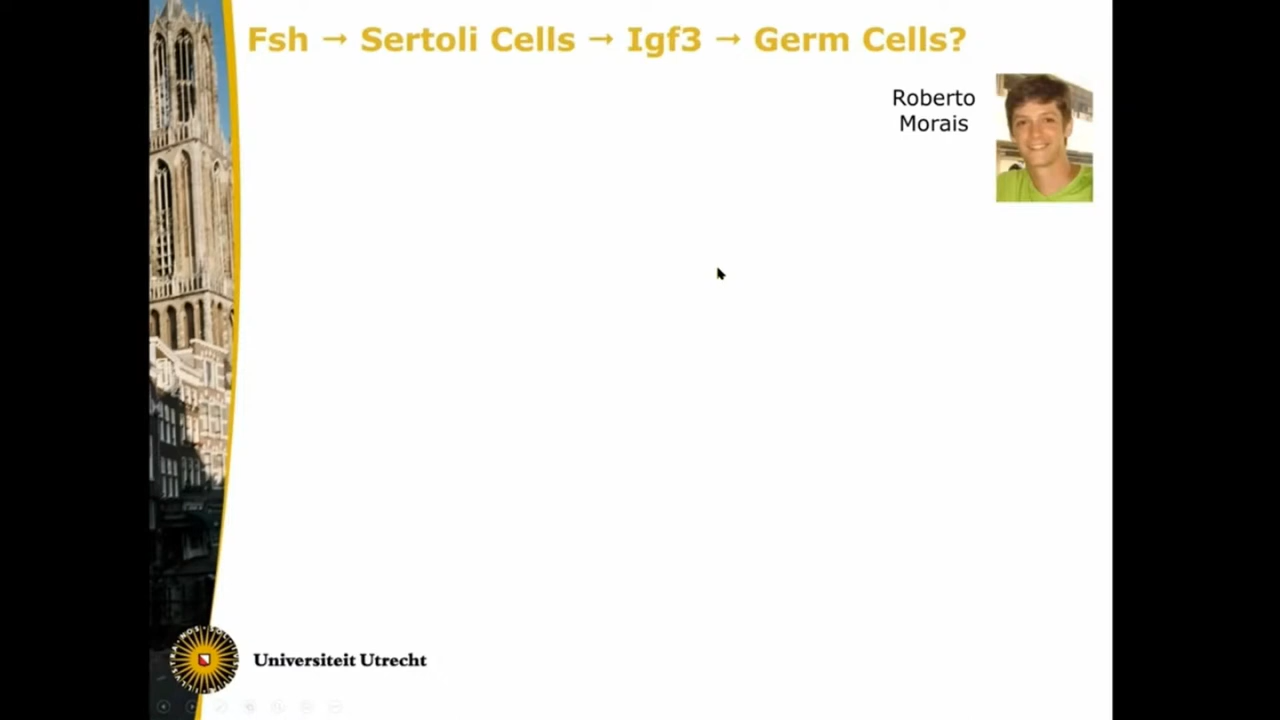 Fsh → Sertoli Cells → Igf3 → Germ Cells?
Roberto
Morais
Universiteit Utrecht